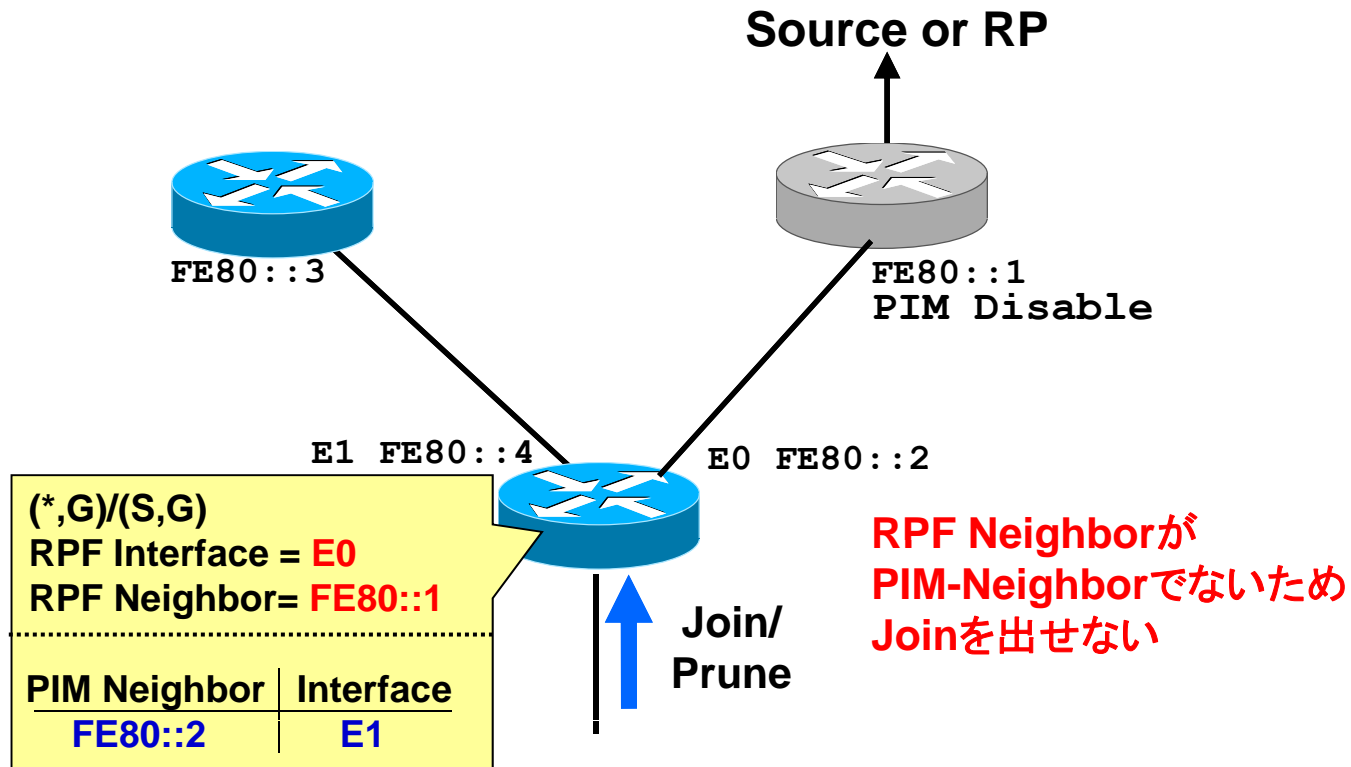 Source or RP
FE80::3
FE80::1
PIM Disable
E1 FE80::4
E0 FE80::2
(*,G)/(S,G)
RPF Interface = E0
RPF Neighbor= FE80::1
PIM Neighbor Interface
FE80::2 E1
Join/
Prune
RPF Neighborが
PIM-Neighborでないため
Joinを出せない